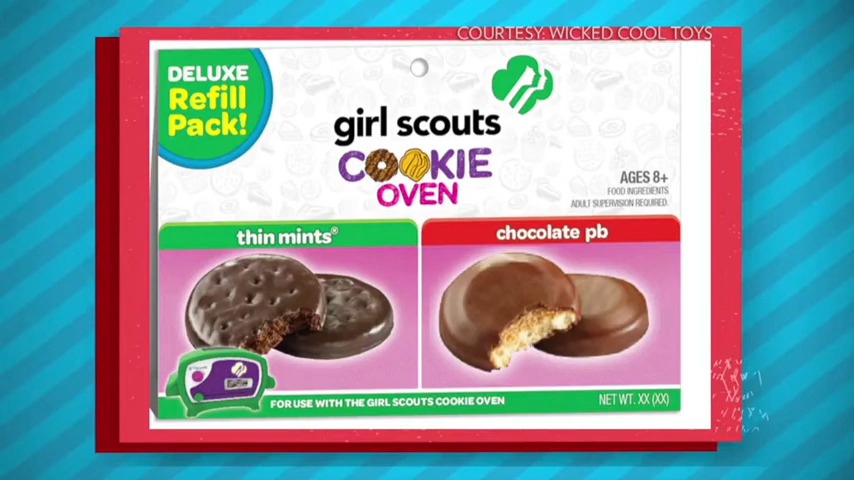 COURTESY: WICKED COOL TOYS
DELUXE
Refill
Pack!
girl scouts
COOKIE
OVEN
AGES 8+
FOOD INGREDIENTS
ADULT SUPERVISION REQUIRED.
thin mints®
chocolate pb
FOR USE WITH THE GIRL SCOUTS COOKIE OVEN
NET WT. XX (XX)